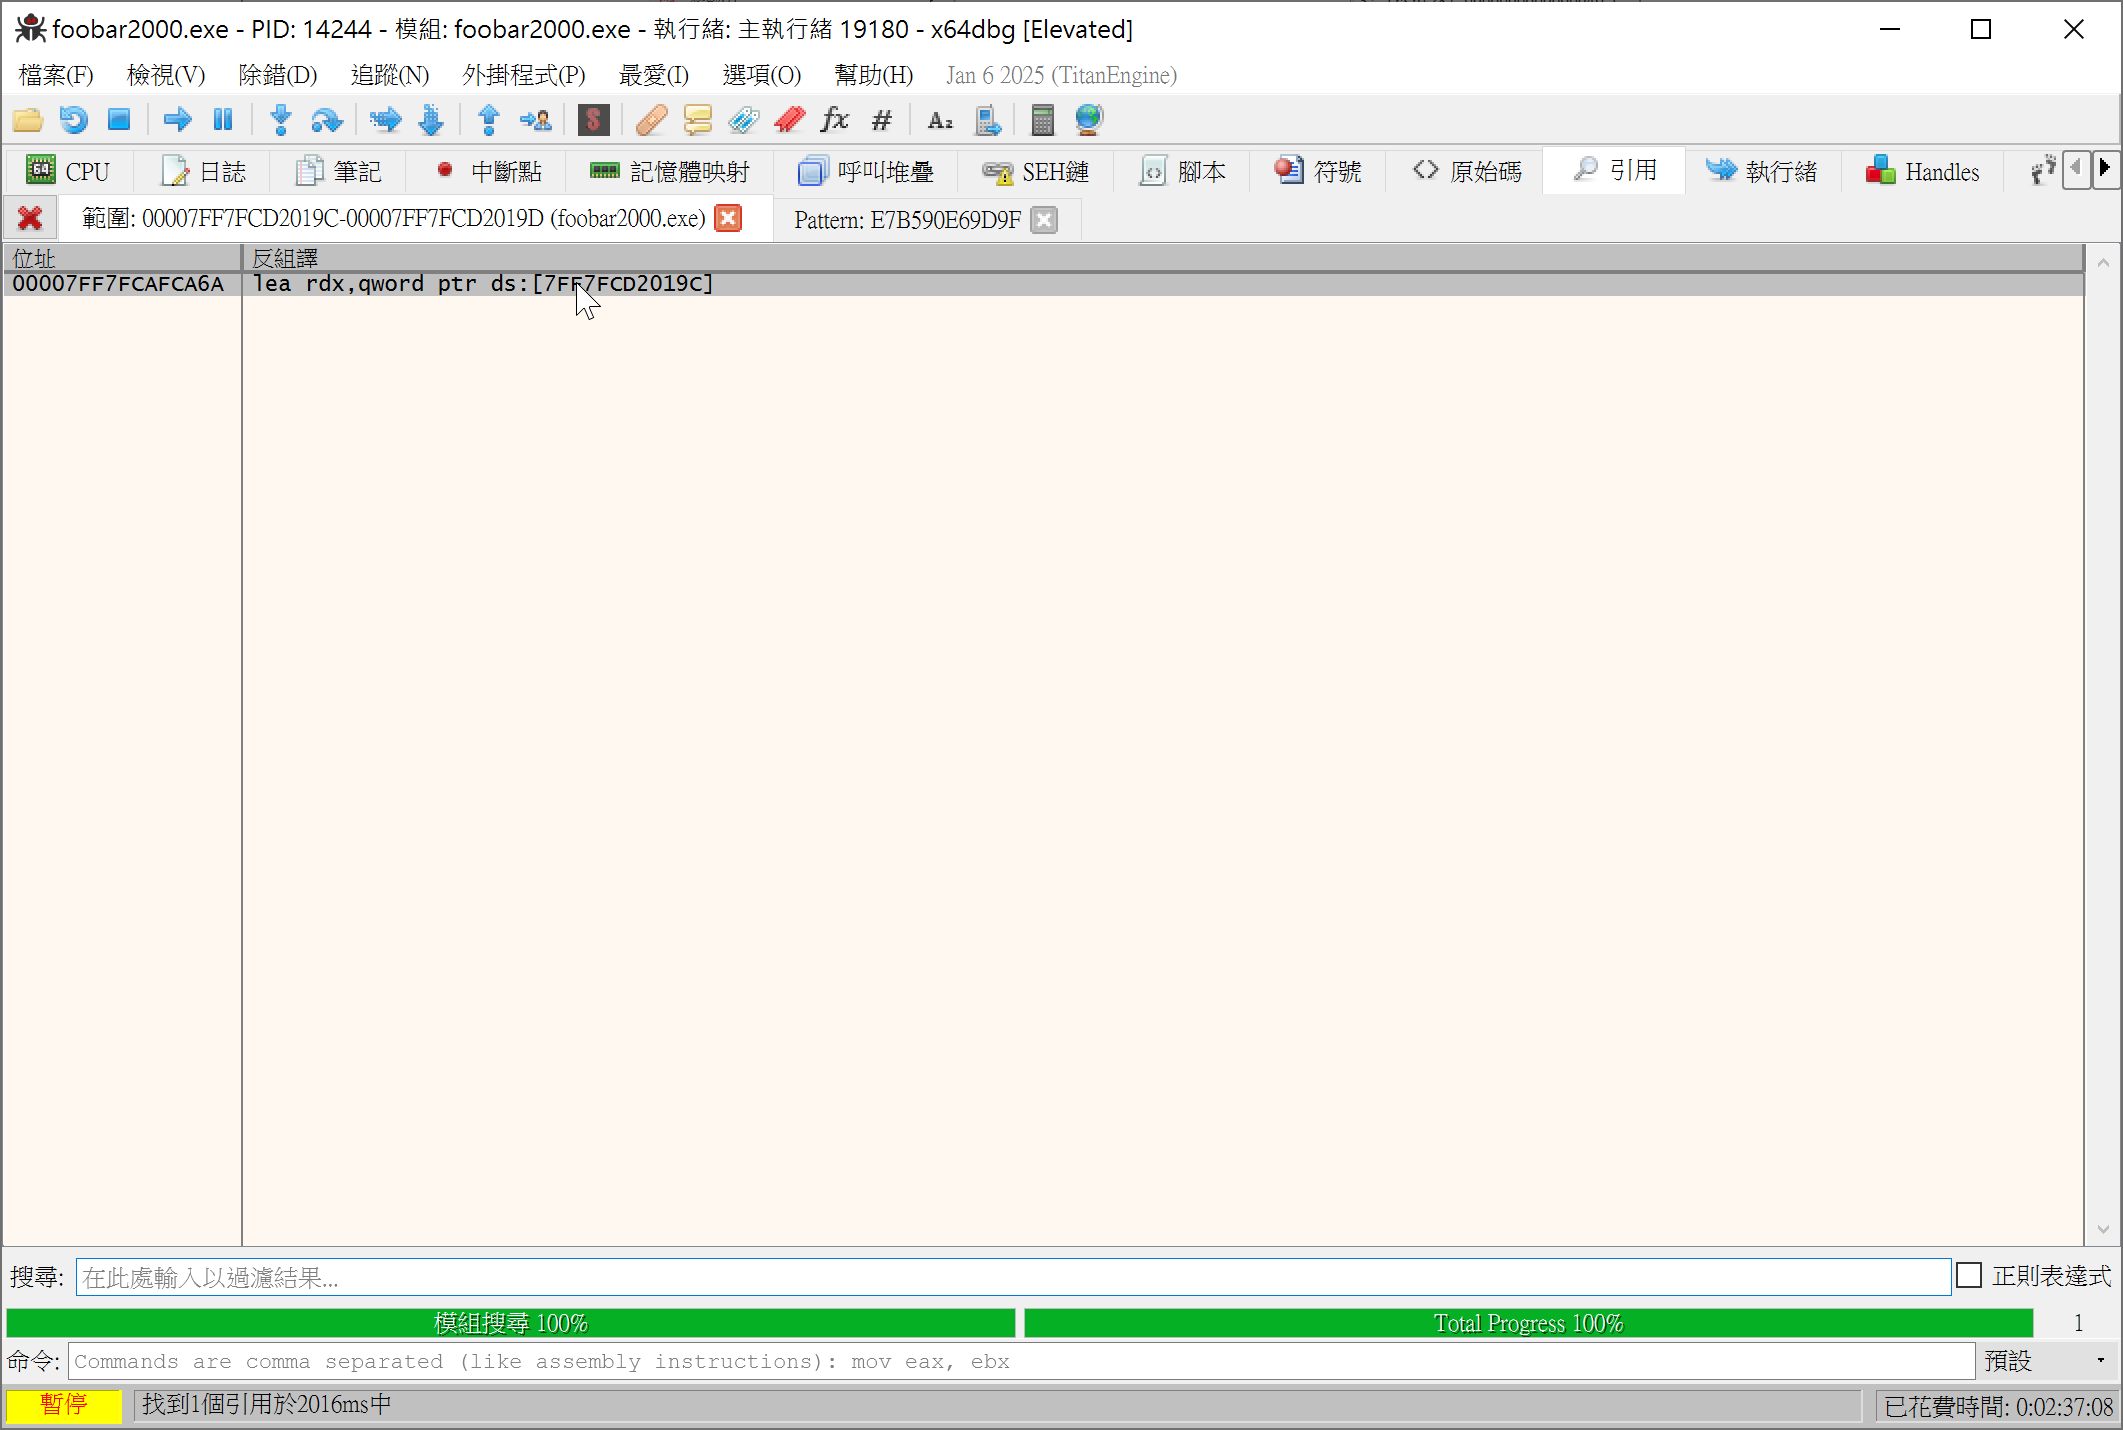 foobar2000.exe - PID: 14244 - 模組: foobar2000.exe - 執行緒: 主執行緒 19180 - x64dbg [Elevated]
檔案(F) 檢視(V) 除錯(D) 追蹤(N) 外掛程式(P) 最愛(I) 選項(O) 幫助(H) Jan 6 2025 (TitanEngine)
CPU 日誌 筆記 中斷點 記憶體映射 呼叫堆疊 SEH鏈 腳本 符號 原始碼 引用 執行緒 Handles
範圍: 00007FF7FCD2019C-00007FF7FCD2019D (foobar2000.exe) Pattern: E7B590E69D9F
位址 反組譯
00007FF7FCAFCA6A lea rdx,qword ptr ds:[7FF7FCD2019C]
搜尋: 在此處輸入以過濾結果... 正則表達式
模組搜尋 100% Total Progress 100% 1
命令: Commands are comma separated (like assembly instructions): mov eax, ebx 預設
暫停 找到1個引用於2016ms中 已花費時間: 0:02:37:08